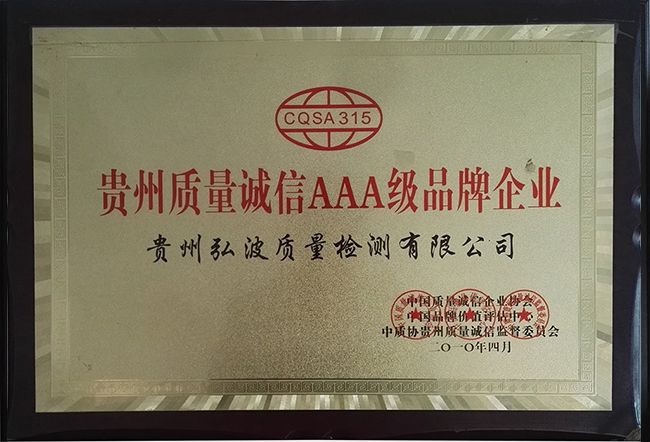 CQSA 315
贵州质量诚信AAA级品牌企业
贵州弘波质量检测有限公司
中国质量诚信企业协会
中国品牌价值评估中心
中质协贵州质量诚信监督委员会
二〇一〇年四月